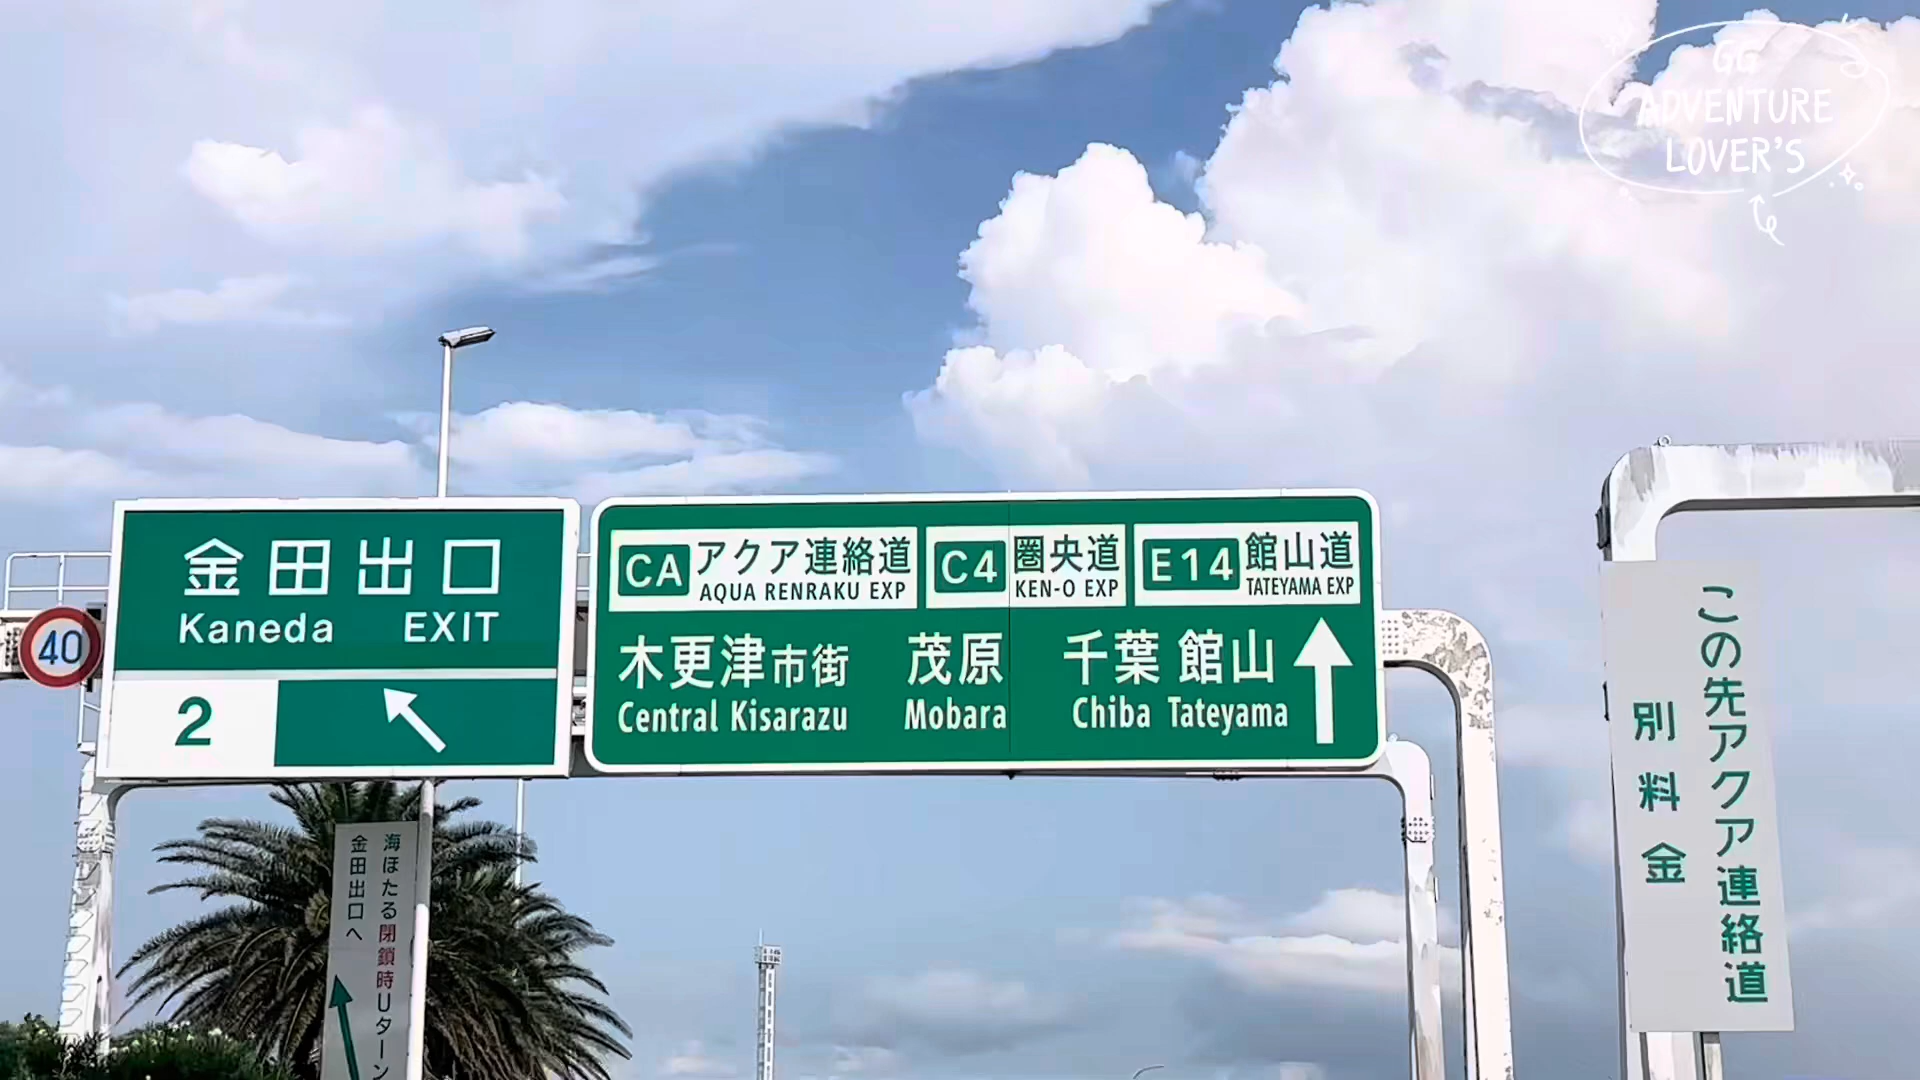 GG
ADVENTURE
LOVER'S
金田出口
Kaneda EXIT
2
40
CA アクア連絡道 C4 圏央道 E14 館山道
AQUA RENRAKU EXP KEN-O EXP TATEYAMA EXP
木更津市街 茂原 千葉 館山
Central Kisarazu Mobara Chiba Tateyama
この先アクア連絡道
別料金
海ほたる閉鎖時Uターン
金田出口へ